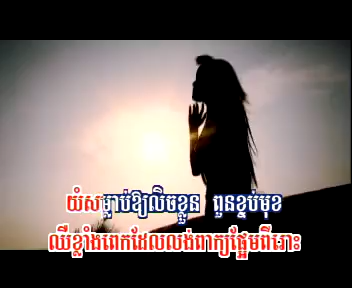 យំសម្លាប់ឱ្យលិចខ្លួន ពួនខ្ទប់មុខ
ឈឺខ្លាំងពេកដែលលង់ពាក្យផ្អែមពីរោះ